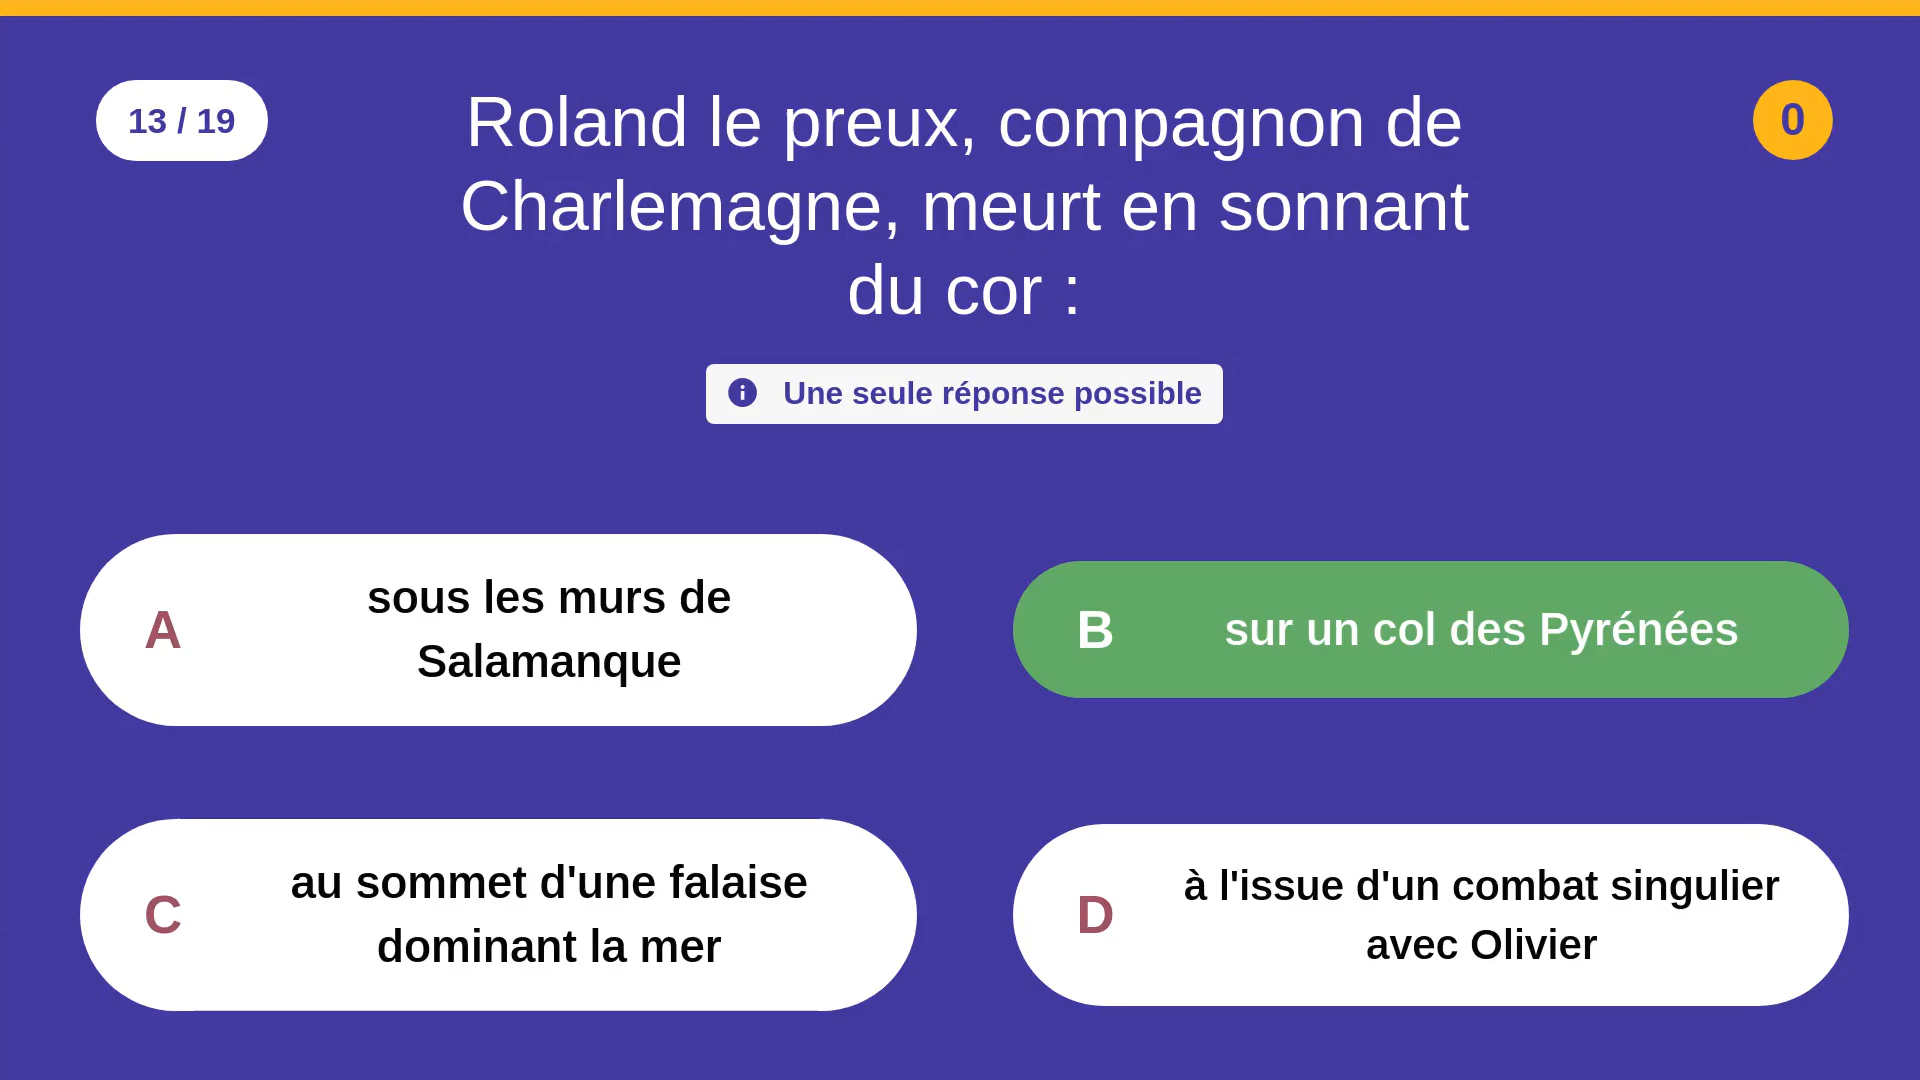 13 / 19
Roland le preux, compagnon de
Charlemagne, meurt en sonnant
du cor :
0
Une seule réponse possible
A
sous les murs de
Salamanque
B
sur un col des Pyrénées
C
au sommet d'une falaise
dominant la mer
D
à l'issue d'un combat singulier
avec Olivier